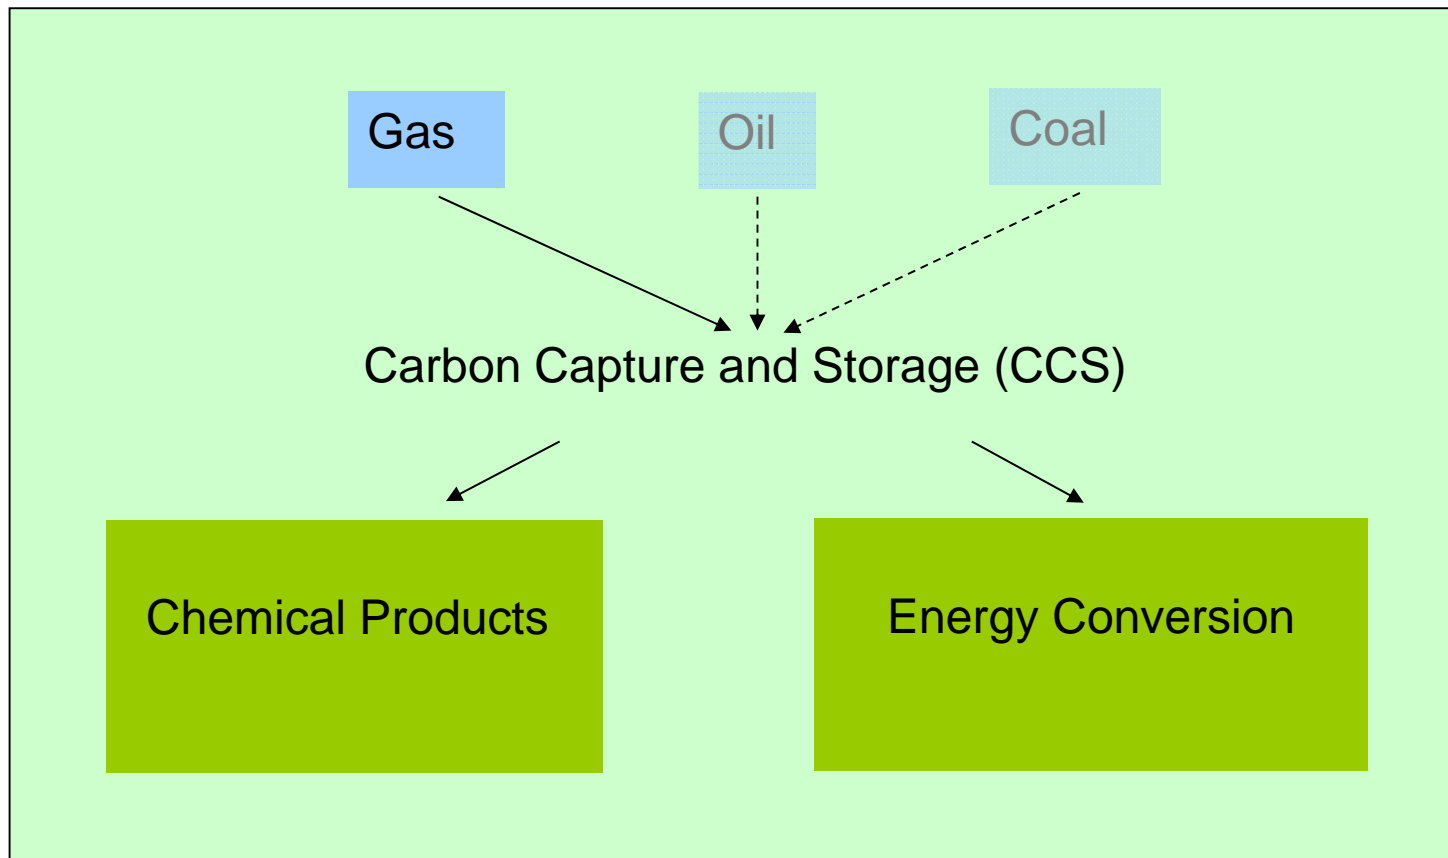 Gas
Oil
Coal
Carbon Capture and Storage (CCS)
Chemical Products
Energy Conversion